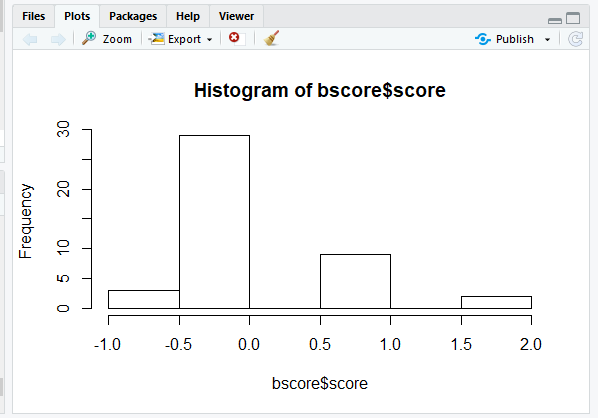 Files Plots Packages Help Viewer
Zoom Export Publish
Histogram of bscore$score
Frequency
30
20
10
5
0
-1.0 -0.5 0.0 0.5 1.0 1.5 2.0
bscore$score